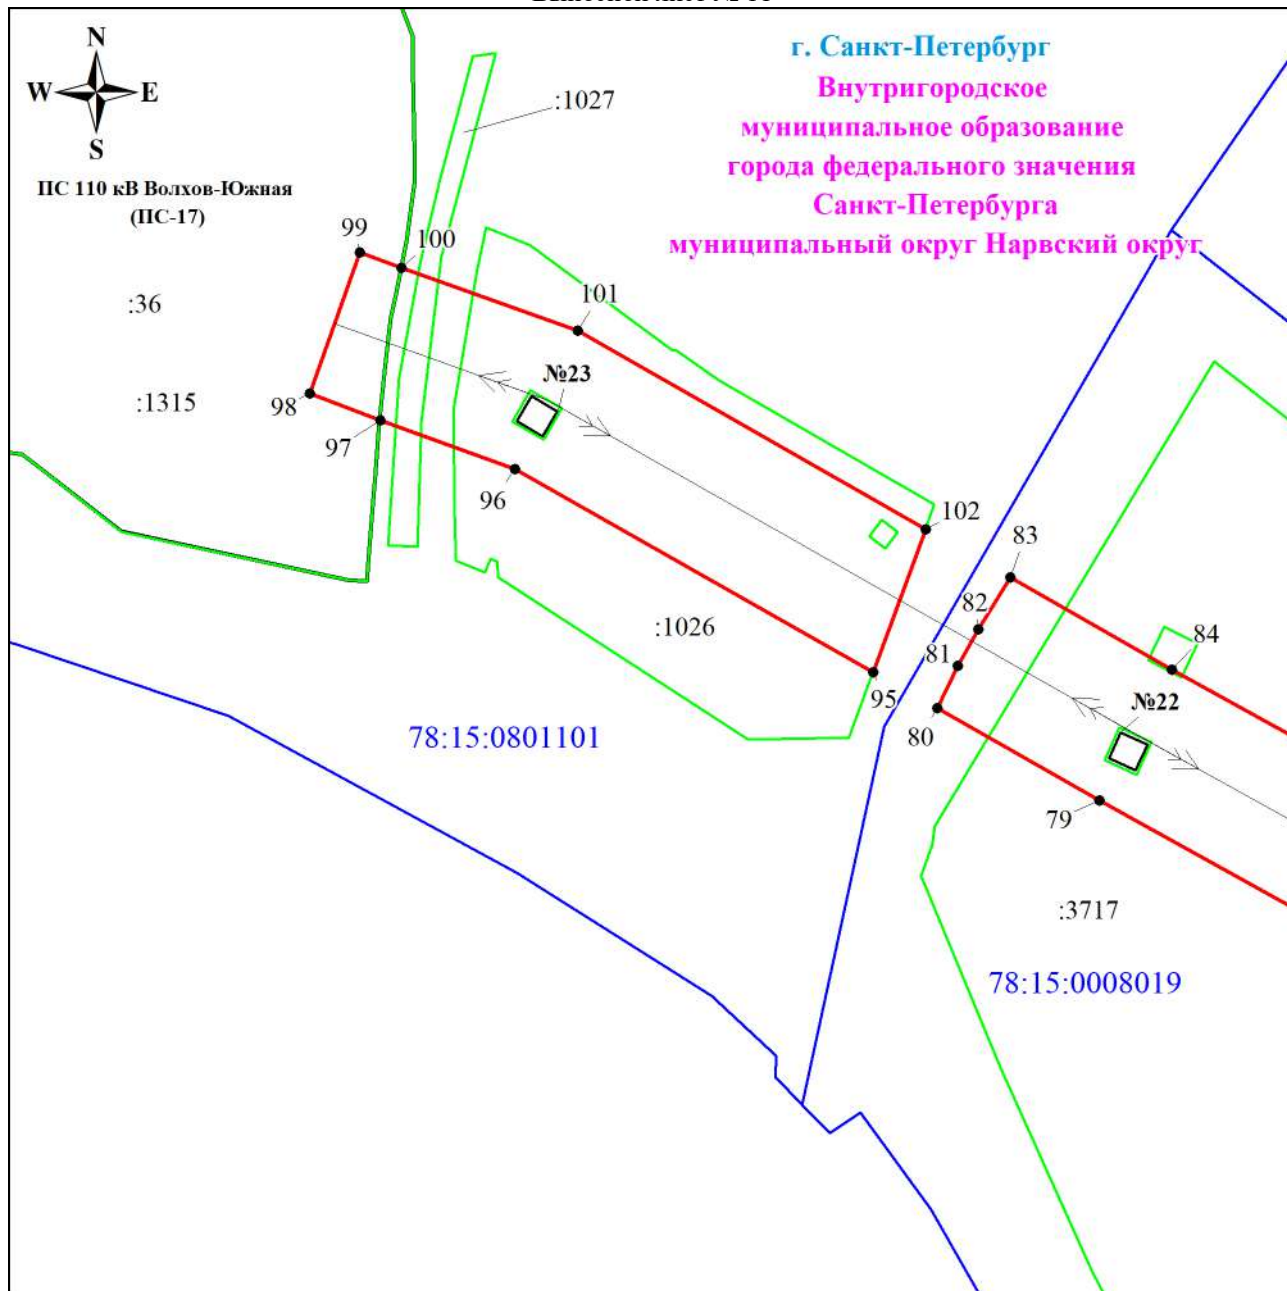 N
г. Санкт-Петербург
W
E
Внутригородское
:1027
муниципальное образование
S
города федерального значения
ПС 110 кВ Волхов-Южная
(ПС-17)
Санкт-Петербурга
муниципальный округ Нарвский округ
99
100
:36
101
№23
98
:1315
97
96
102
83
82
:1026
84
81
95
№22
80
78:15:0801101
79
:3717
78:15:0008019